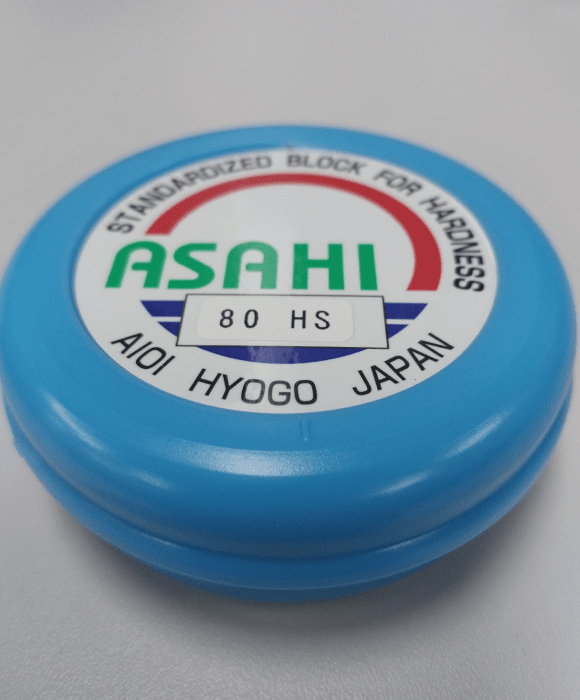 STANDARDIZED BLOCK FOR HARDNESS
ASAHI
80 HS
AIOI HYOGO JAPAN